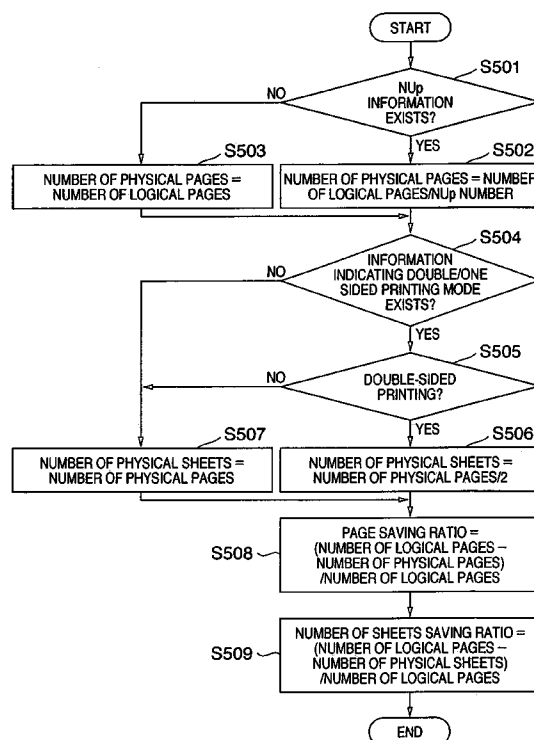 START
S501
NUp
INFORMATION
EXISTS?
NO
YES
S503
NUMBER OF PHYSICAL PAGES =
NUMBER OF LOGICAL PAGES
S502
NUMBER OF PHYSICAL PAGES = NUMBER
OF LOGICAL PAGES/NUp NUMBER
S504
INFORMATION
INDICATING DOUBLE/ONE
SIDED PRINTING MODE
EXISTS?
NO
YES
S505
DOUBLE-SIDED
PRINTING?
NO
YES
S507
NUMBER OF PHYSICAL SHEETS =
NUMBER OF PHYSICAL PAGES
S506
NUMBER OF PHYSICAL SHEETS =
NUMBER OF PHYSICAL PAGES/2
S508
PAGE SAVING RATIO =
(NUMBER OF LOGICAL PAGES –
NUMBER OF PHYSICAL PAGES)
/NUMBER OF LOGICAL PAGES
S509
NUMBER OF SHEETS SAVING RATIO =
(NUMBER OF LOGICAL PAGES –
NUMBER OF PHYSICAL SHEETS)
/NUMBER OF LOGICAL PAGES
END